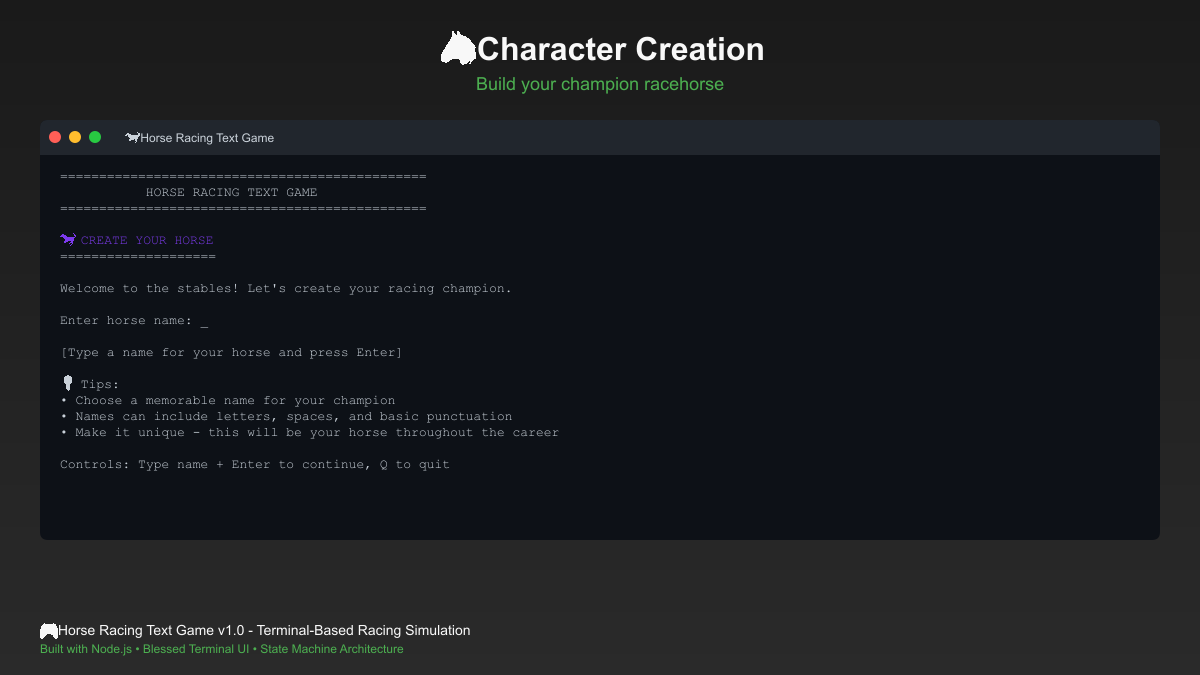 Character Creation
Build your champion racehorse
Horse Racing Text Game
===============================================
HORSE RACING TEXT GAME
===============================================
CREATE YOUR HORSE
====================
Welcome to the stables! Let's create your racing champion.
Enter horse name: _
[Type a name for your horse and press Enter]
Tips:
• Choose a memorable name for your champion
• Names can include letters, spaces, and basic punctuation
• Make it unique - this will be your horse throughout the career
Controls: Type name + Enter to continue, Q to quit
Horse Racing Text Game v1.0 - Terminal-Based Racing Simulation
Built with Node.js • Blessed Terminal UI • State Machine Architecture